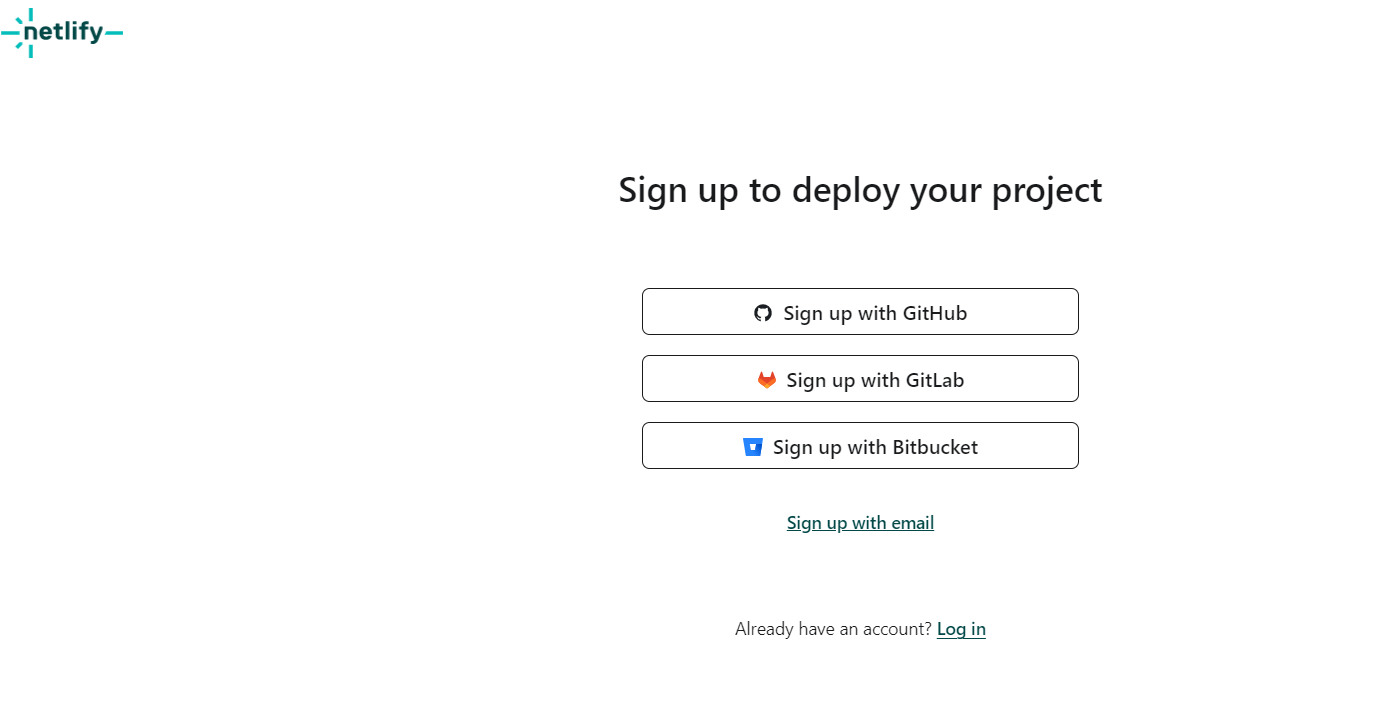 netlify
Sign up to deploy your project
Sign up with GitHub
Sign up with GitLab
Sign up with Bitbucket
Sign up with email
Already have an account? Log in